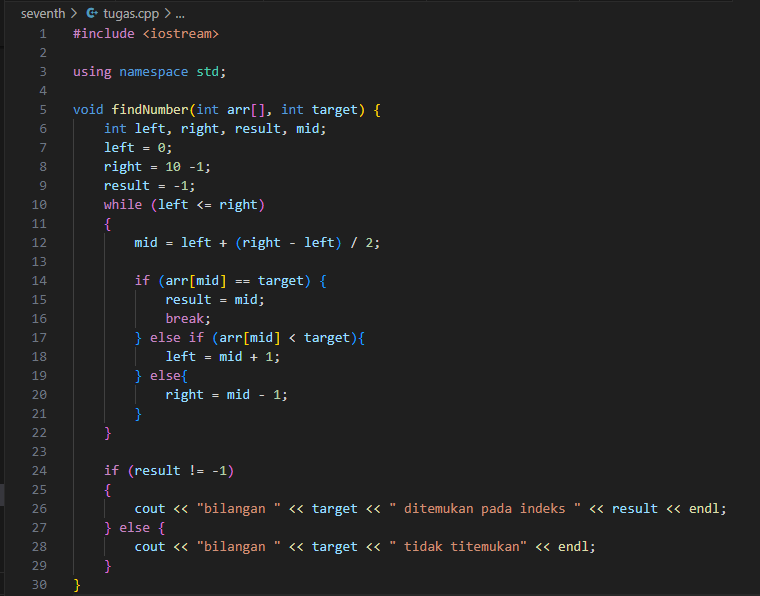 seventh > tugas.cpp > ...
1 #include <iostream>
2
3 using namespace std;
4
5 void findNumber(int arr[], int target) {
6     int left, right, result, mid;
7     left = 0;
8     right = 10 -1;
9     result = -1;
10     while (left <= right)
11     {
12         mid = left + (right - left) / 2;
13
14         if (arr[mid] == target) {
15             result = mid;
16             break;
17         } else if (arr[mid] < target){
18             left = mid + 1;
19         } else{
20             right = mid - 1;
21         }
22     }
23
24     if (result != -1)
25     {
26         cout << "bilangan " << target << " ditemukan pada indeks " << result << endl;
27     } else {
28         cout << "bilangan " << target << " tidak titemukan" << endl;
29     }
30 }